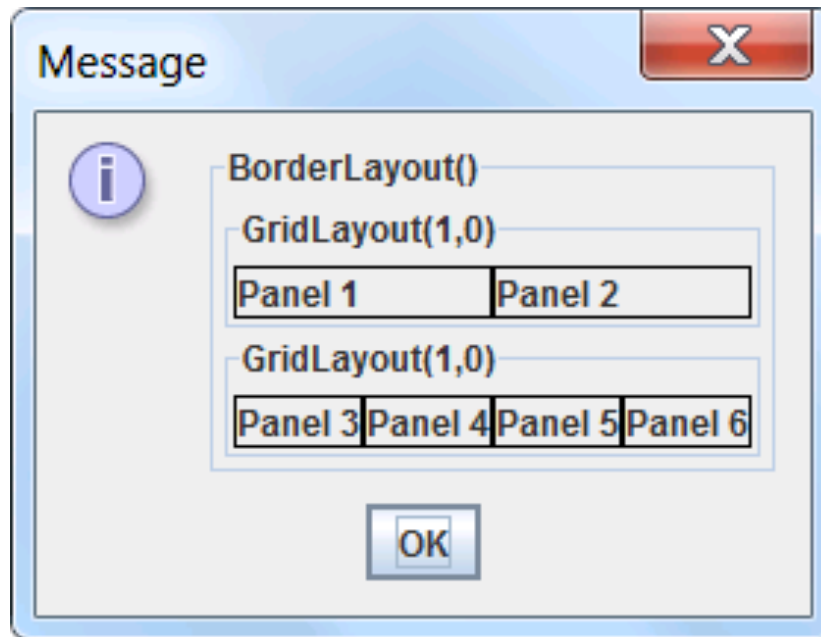 Message
i
BorderLayout()
GridLayout(1,0)
Panel 1 Panel 2
GridLayout(1,0)
Panel 3 Panel 4 Panel 5 Panel 6
OK